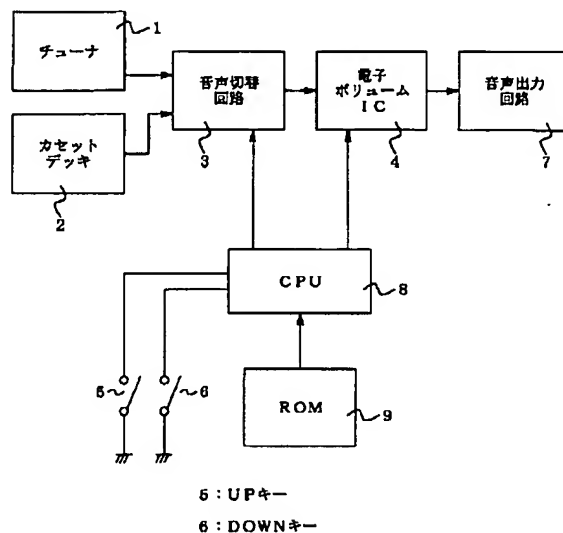 1
チューナ
音声切替
回路
電子
ボリューム
IC
音声出力
回路
カセット
デッキ
2
3
4
7
CPU
8
5
6
ROM
9
5：UPキー
6：DOWNキー